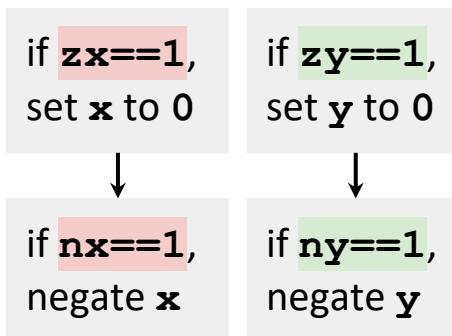 if zx==1,
set x to 0
if zy==1,
set y to 0
if nx==1,
negate x
if ny==1,
negate y